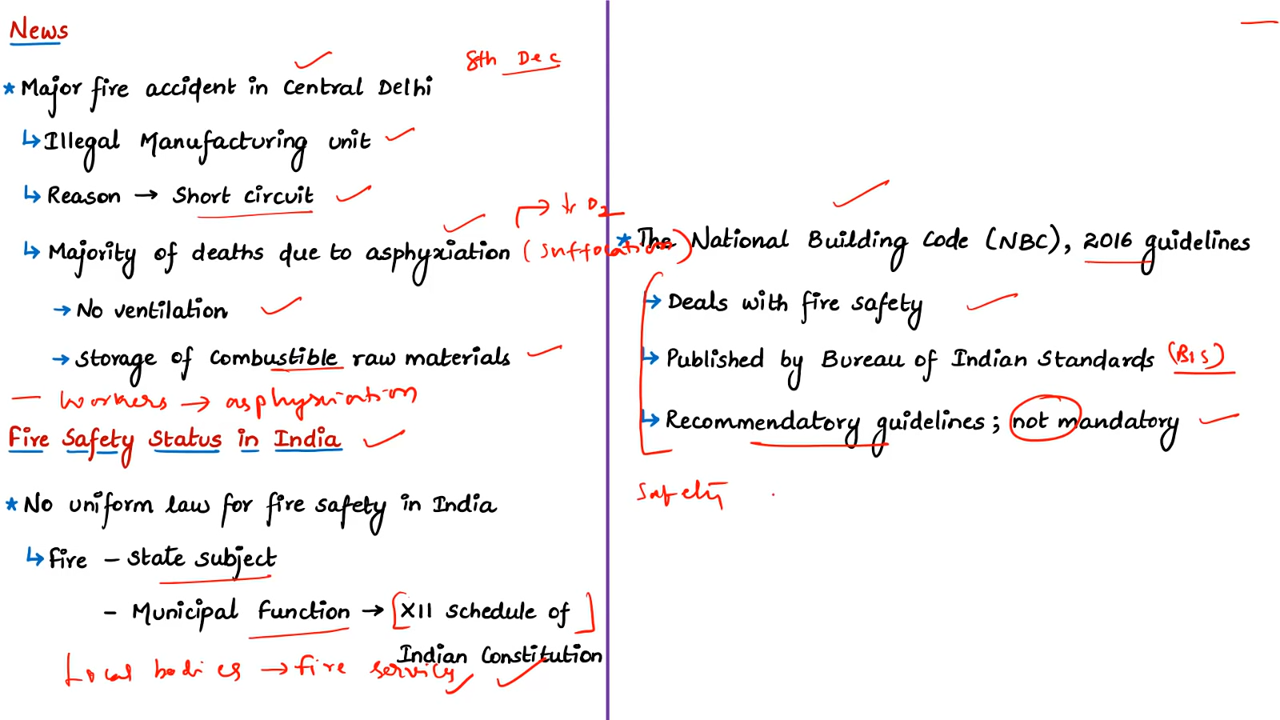 News
8th Dec
* Major fire accident in Central Delhi
↳ Illegal Manufacturing unit
↳ Reason → Short circuit
→ ↓ O2
↳ Majority of deaths due to asphyxiation (Suffocation)
→ No ventilation
→ Storage of combustible raw materials
— Workers → asphyxiation
Fire Safety Status in India
* No uniform law for fire safety in India
↳ Fire – State subject
– Municipal Function → [XII schedule of]
Indian Constitution
Local bodies → fire services
* The National Building Code (NBC), 2016 guidelines
↳ Deals with fire safety
↳ Published by Bureau of Indian Standards (BIS)
↳ Recommendatory guidelines; not mandatory
Safety